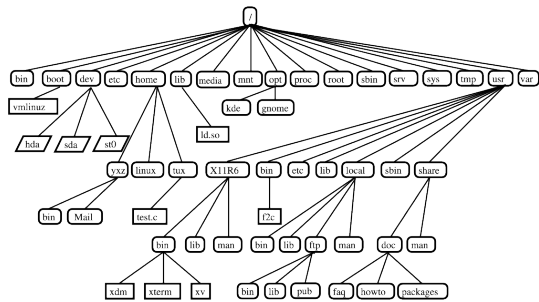 /
bin boot dev etc home lib media mnt opt proc root sbin srv sys tmp usr var
vmlinuz kde gnome
hda sda st0 ld.so
yxz linux tux X11R6 bin etc lib local sbin share
bin Mail test.c f2c
bin lib man bin lib ftp man doc man
xdm xterm xv bin lib pub faq howto packages